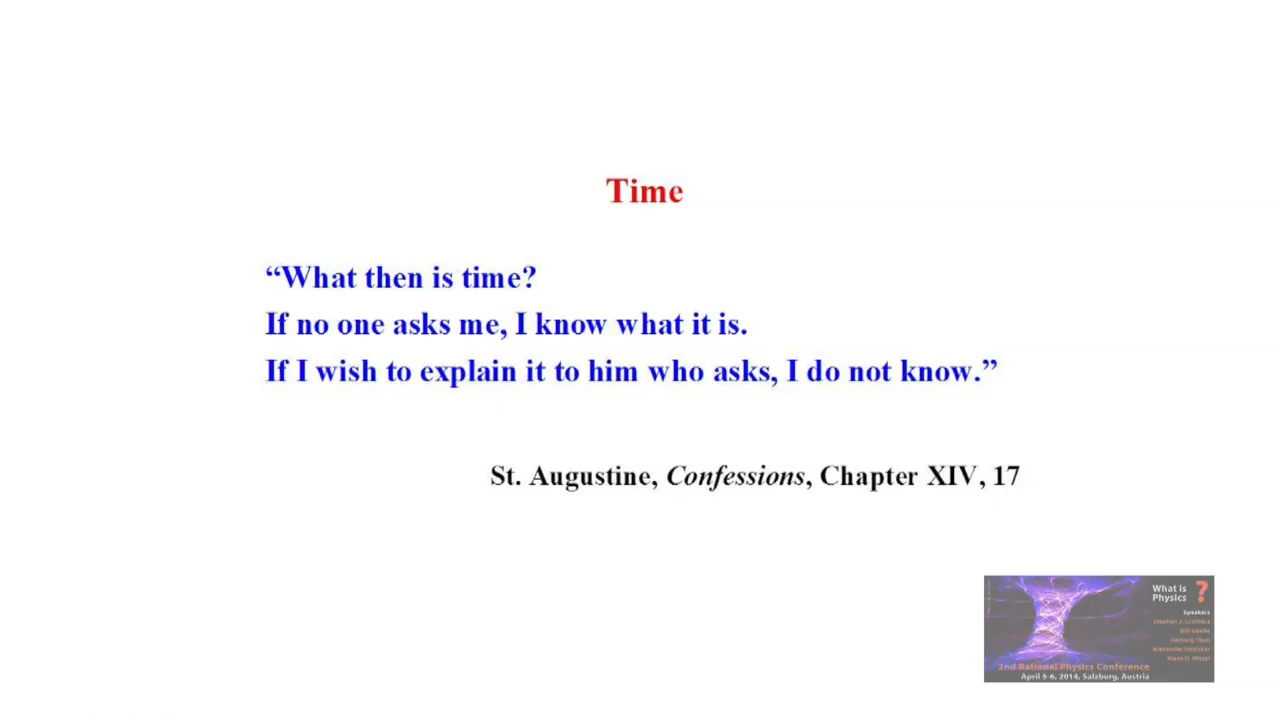 Time
“What then is time?
If no one asks me, I know what it is.
If I wish to explain it to him who asks, I do not know.”
St. Augustine, Confessions, Chapter XIV, 17
What is
Physics ?
Speakers
2nd Rational Physics Conference
April 5-6, 2014, Salzburg, Austria